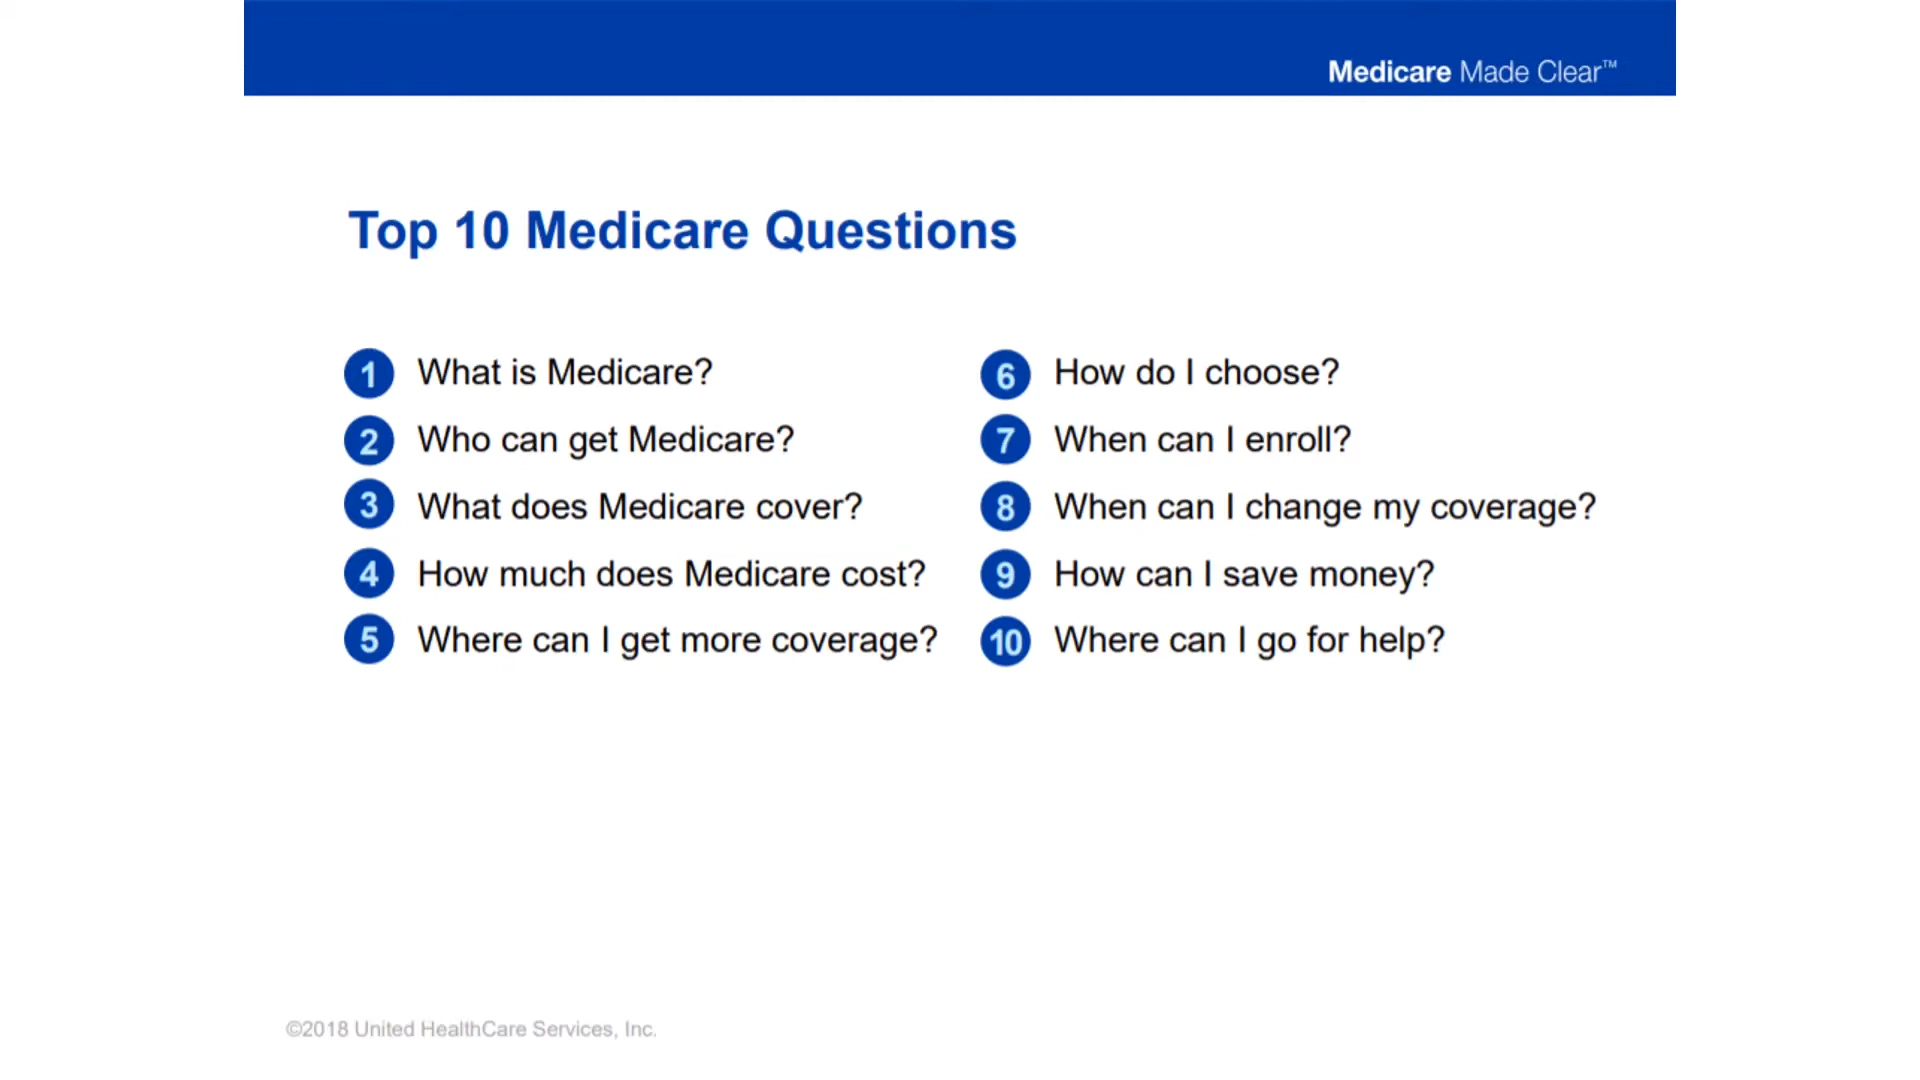 Medicare Made Clear™
Top 10 Medicare Questions
1 What is Medicare?
2 Who can get Medicare?
3 What does Medicare cover?
4 How much does Medicare cost?
5 Where can I get more coverage?
6 How do I choose?
7 When can I enroll?
8 When can I change my coverage?
9 How can I save money?
10 Where can I go for help?
©2018 United HealthCare Services, Inc.